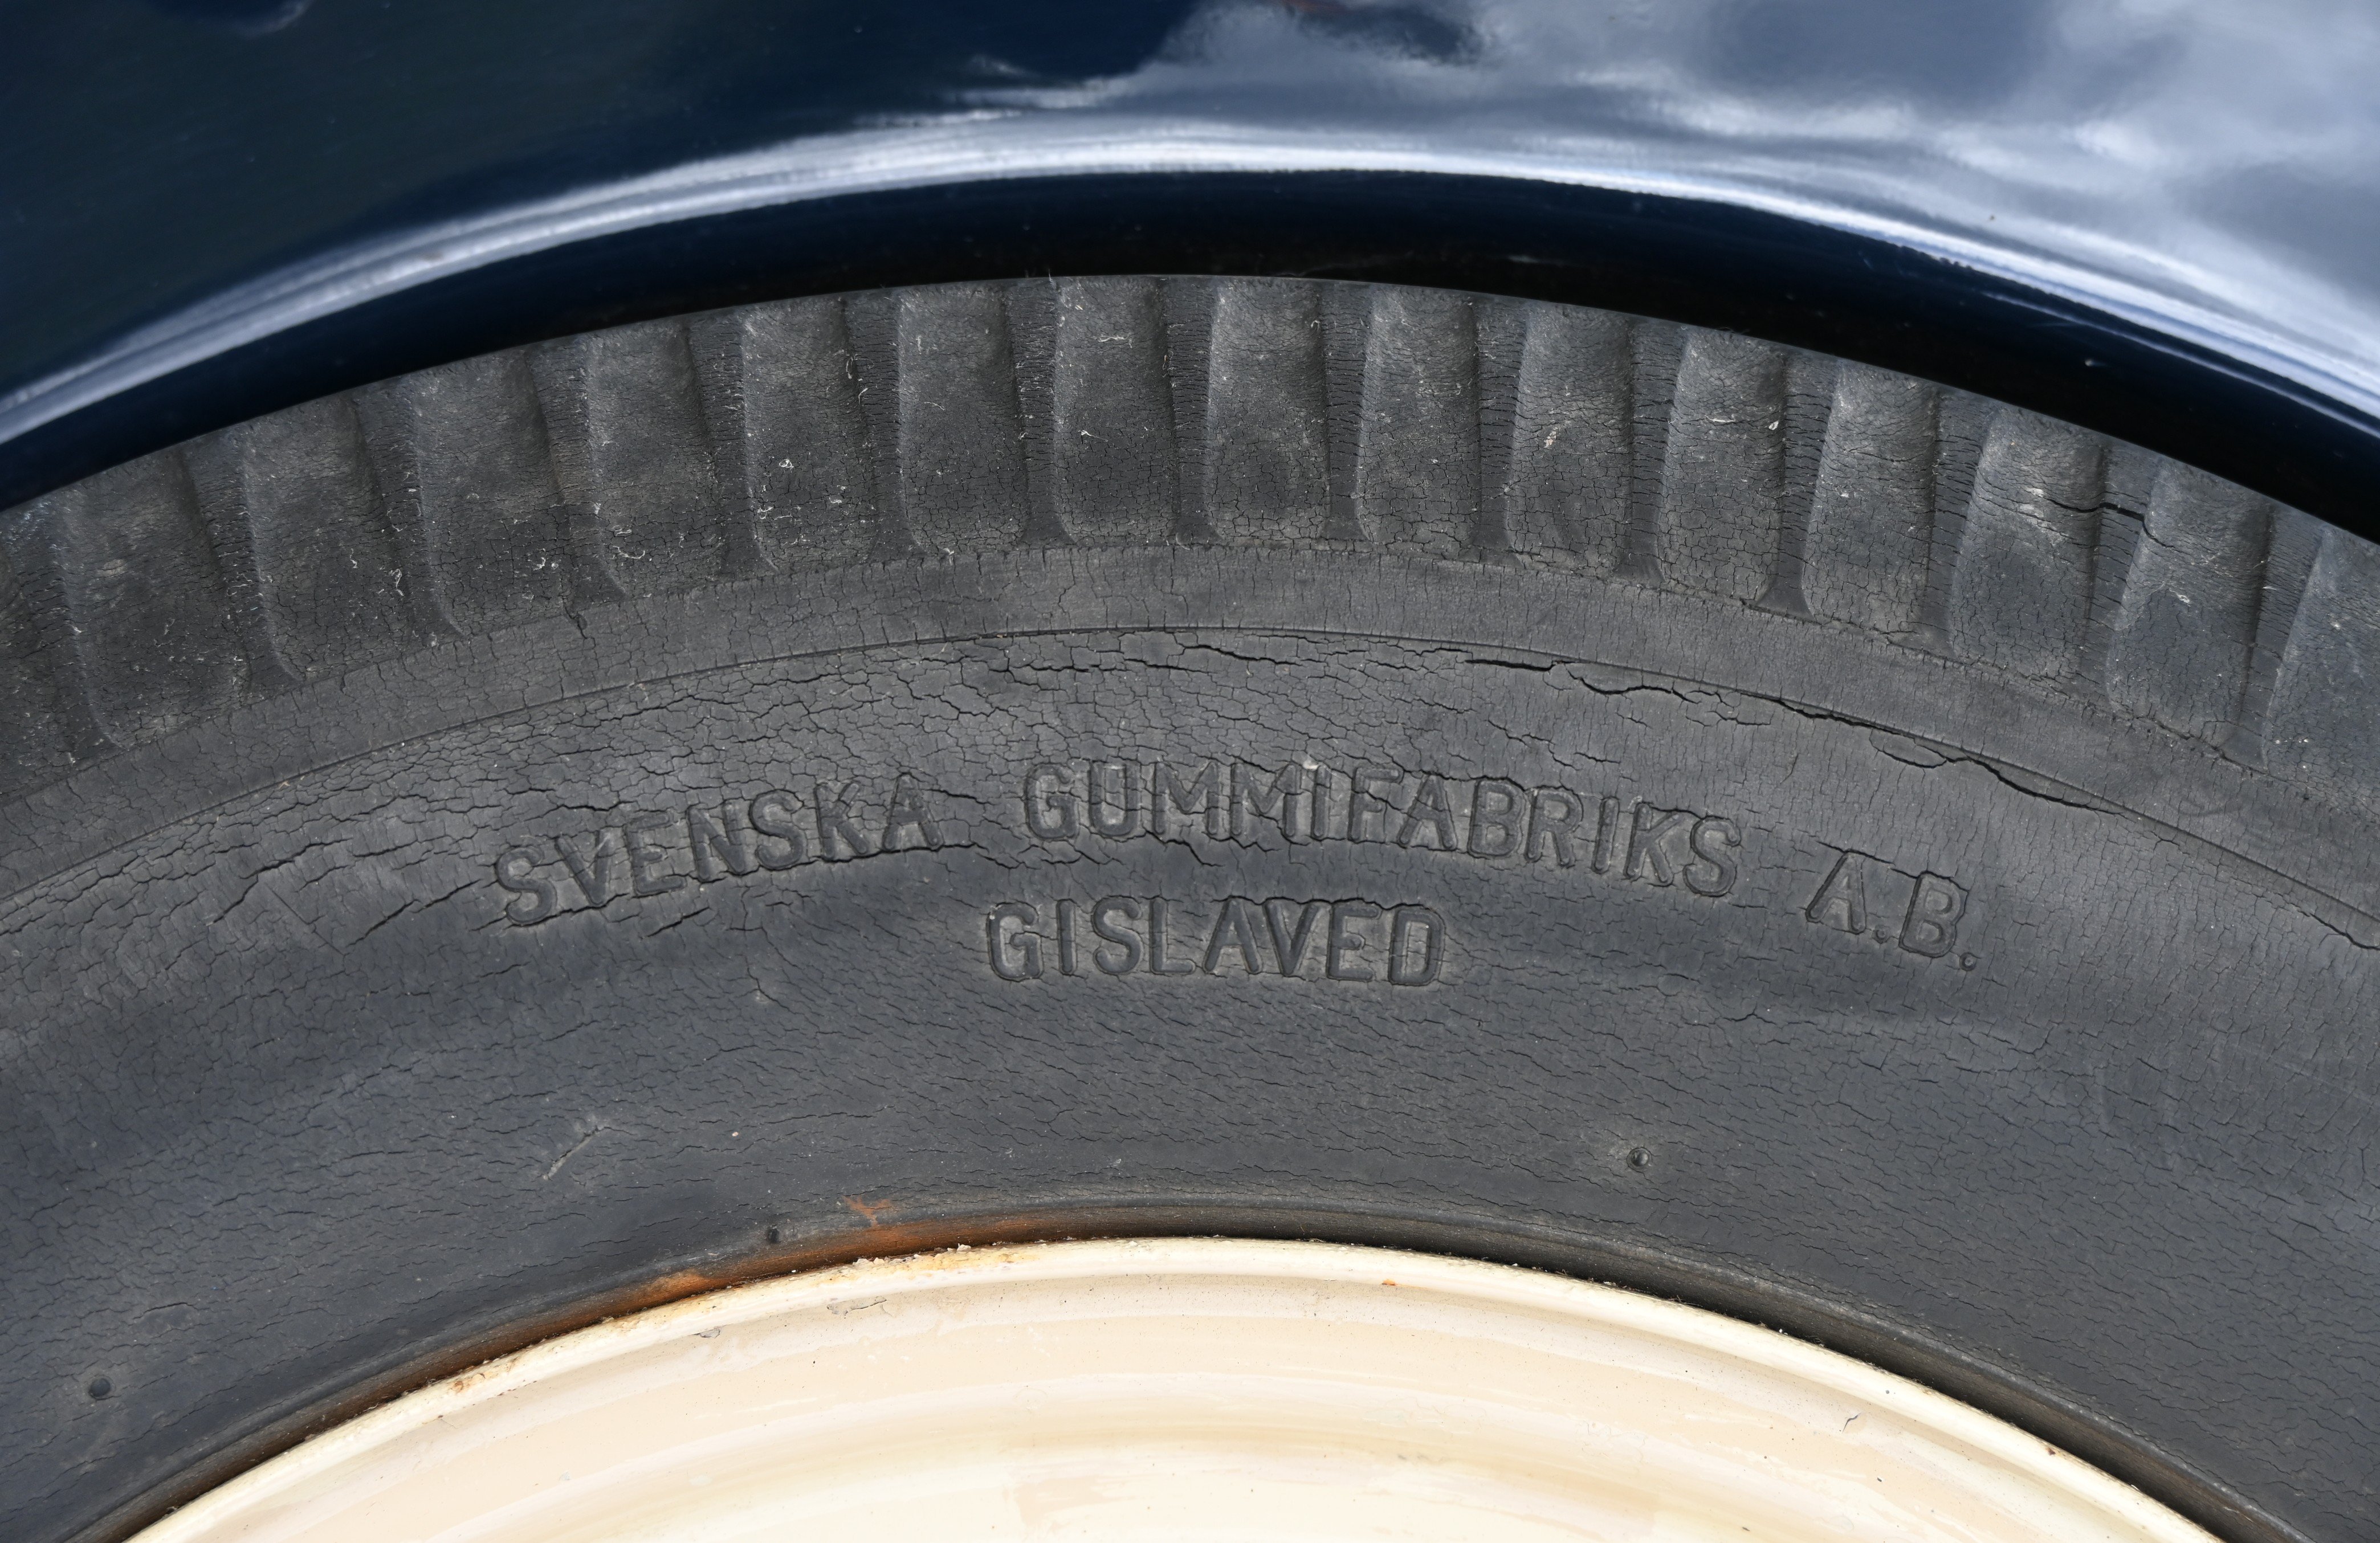 SVENSKA GUMMIFABRIKS A.B.
GISLAVED